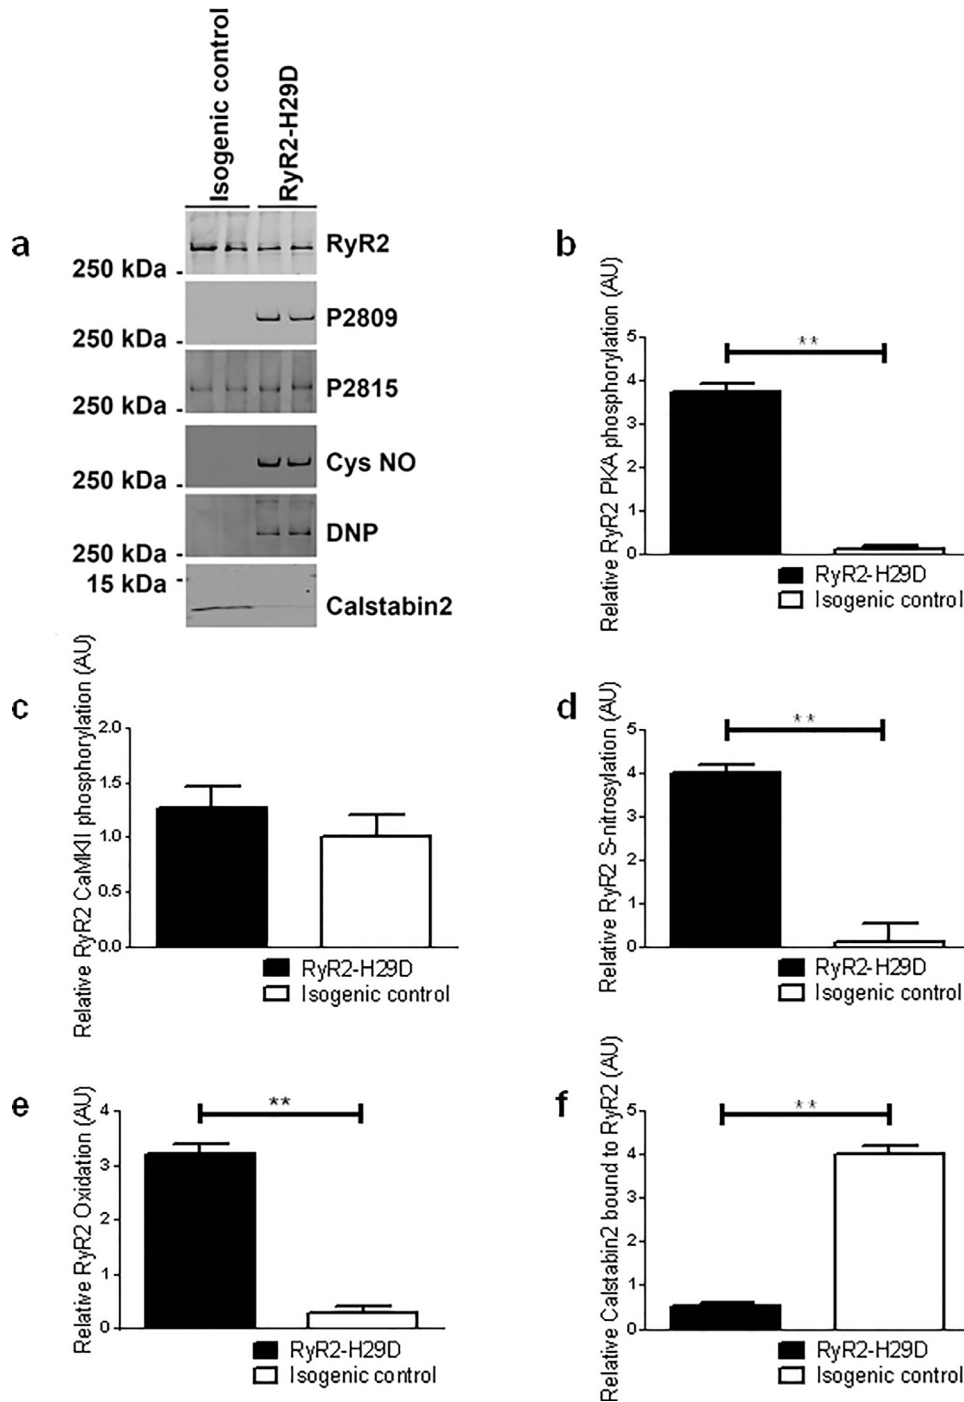 Isogenic control
RyR2-H29D
a
RyR2
250 kDa
P2809
250 kDa
P2815
250 kDa
Cys NO
250 kDa
DNP
250 kDa
15 kDa
Calstabin2
b
Relative RyR2 PKA phosphorylation (AU)
5
4
3
2
1
0
**
RyR2-H29D
Isogenic control
c
Relative RyR2 CaMKII phosphorylation (AU)
2.0
1.5
1.0
0.5
0.0
RyR2-H29D
Isogenic control
d
Relative RyR2 S-nitrosylation (AU)
5
4
3
2
1
0
**
RyR2-H29D
Isogenic control
e
Relative RyR2 Oxidation (AU)
4
3
2
1
0
**
RyR2-H29D
Isogenic control
f
Relative Calstabin2 bound to RyR2 (AU)
5
4
3
2
1
0
**
RyR2-H29D
Isogenic control